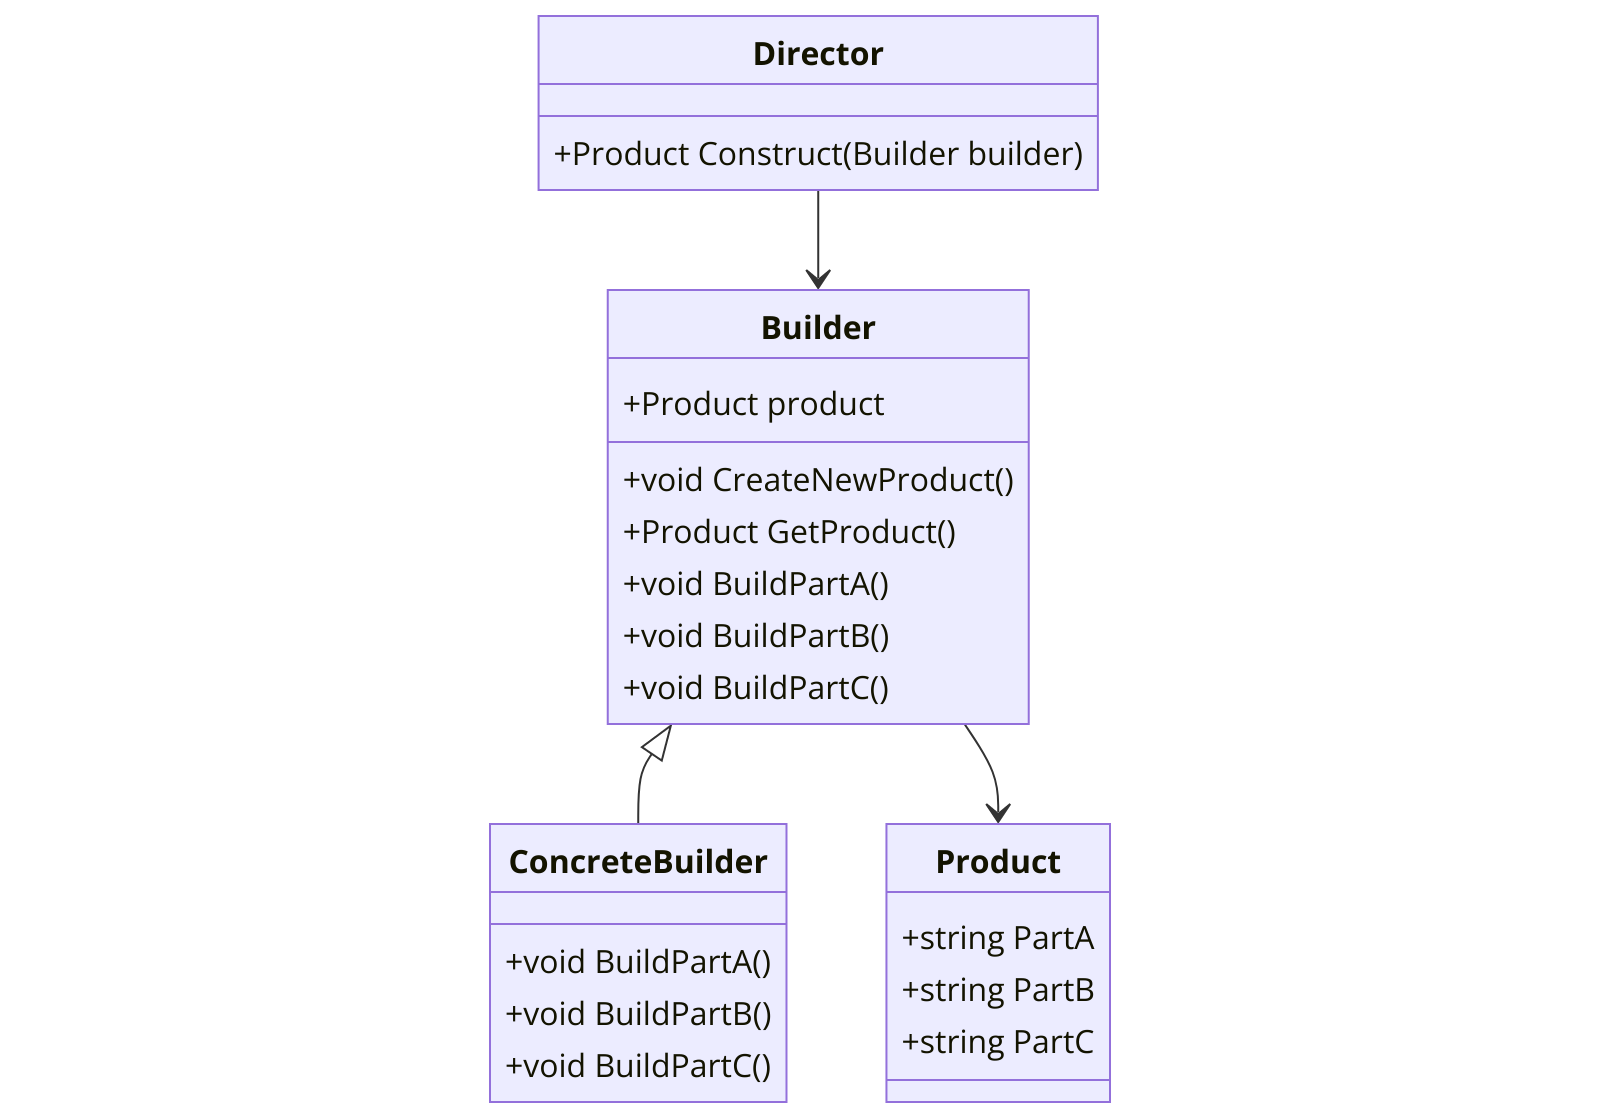 Director
+Product Construct(Builder builder)
Builder
+Product product
+void CreateNewProduct()
+Product GetProduct()
+void BuildPartA()
+void BuildPartB()
+void BuildPartC()
ConcreteBuilder
+void BuildPartA()
+void BuildPartB()
+void BuildPartC()
Product
+string PartA
+string PartB
+string PartC